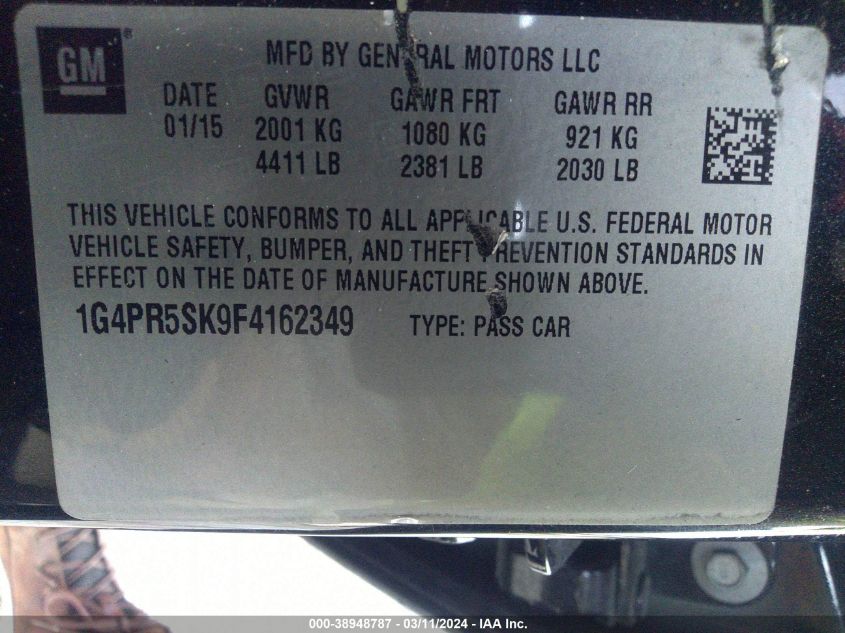 GM®
MFD BY GENERAL MOTORS LLC
DATE GVWR GAWR FRT GAWR RR
01/15 2001 KG 1080 KG 921 KG
4411 LB 2381 LB 2030 LB
THIS VEHICLE CONFORMS TO ALL APPLICABLE U.S. FEDERAL MOTOR
VEHICLE SAFETY, BUMPER, AND THEFT PREVENTION STANDARDS IN
EFFECT ON THE DATE OF MANUFACTURE SHOWN ABOVE.
1G4PR5SK9F4162349 TYPE: PASS CAR
000-38948787 - 03/11/2024 - IAA Inc.